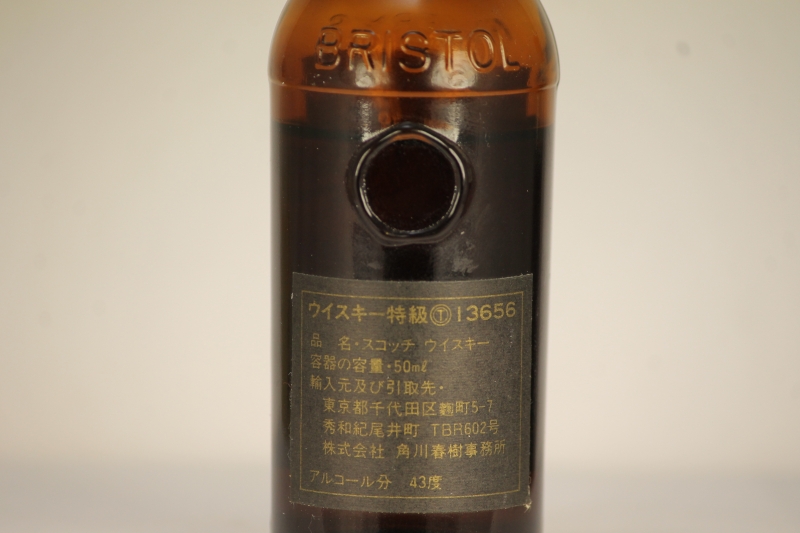 BRISTOL
ウイスキー特級Ⓣ13656
品 名・スコッチ ウイスキー
容器の容量・50mℓ
輸入元及び引取先・
東京都千代田区麹町5-7
秀和紀尾井町 TBR602号
株式会社 角川春樹事務所
アルコール分 43度